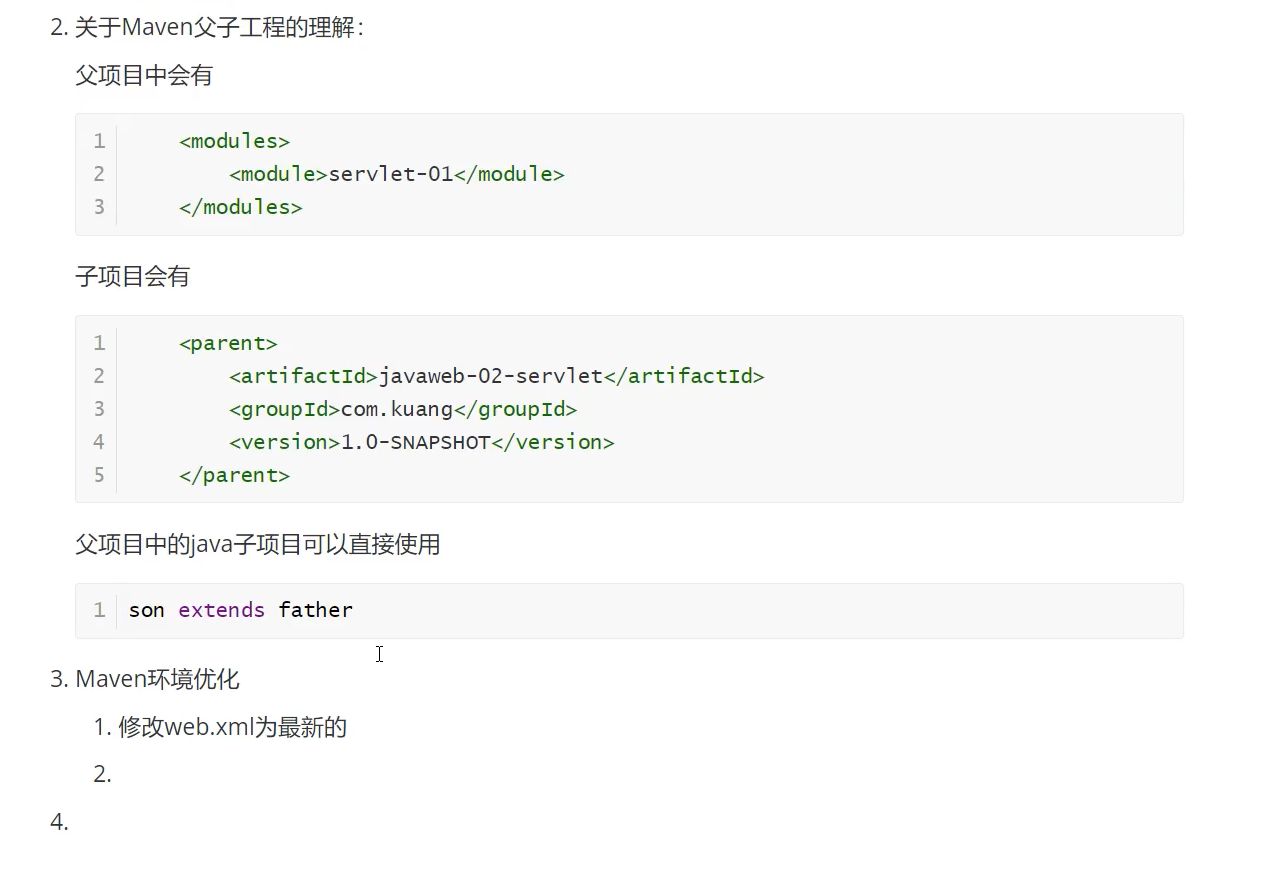 2. 关于Maven父子工程的理解：
父项目中会有
1 <modules>
2 <module>servlet-01</module>
3 </modules>
子项目会有
1 <parent>
2 <artifactId>javaweb-02-servlet</artifactId>
3 <groupId>com.kuang</groupId>
4 <version>1.0-SNAPSHOT</version>
5 </parent>
父项目中的java子项目可以直接使用
1 son extends father
3. Maven环境优化
1. 修改web.xml为最新的
2.
4.